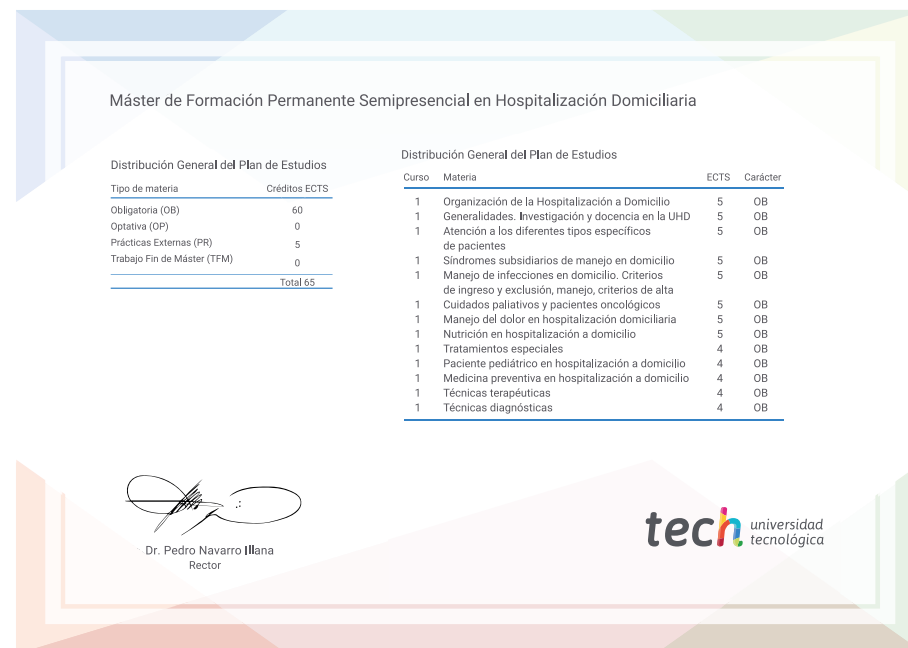 Máster de Formación Permanente Semipresencial en Hospitalización Domiciliaria
Distribución General del Plan de Estudios
Tipo de materia Créditos ECTS
Obligatoria (OB) 60
Optativa (OP) 0
Prácticas Externas (PR) 5
Trabajo Fin de Máster (TFM) 0
Total 65
Distribución General del Plan de Estudios
Curso Materia ECTS Carácter
1 Organización de la Hospitalización a Domicilio 5 OB
1 Generalidades. Investigación y docencia en la UHD 5 OB
1 Atención a los diferentes tipos específicos 5 OB
de pacientes
1 Síndromes subsidiarios de manejo en domicilio 5 OB
1 Manejo de infecciones en domicilio. Criterios 5 OB
de ingreso y exclusión, manejo, criterios de alta
1 Cuidados paliativos y pacientes oncológicos 5 OB
1 Manejo del dolor en hospitalización domiciliaria 5 OB
1 Nutrición en hospitalización a domicilio 5 OB
1 Tratamientos especiales 4 OB
1 Paciente pediátrico en hospitalización a domicilio 4 OB
1 Medicina preventiva en hospitalización a domicilio 4 OB
1 Técnicas terapéuticas 4 OB
1 Técnicas diagnósticas 4 OB
Dr. Pedro Navarro Illana
Rector
tech universidad
tecnológica